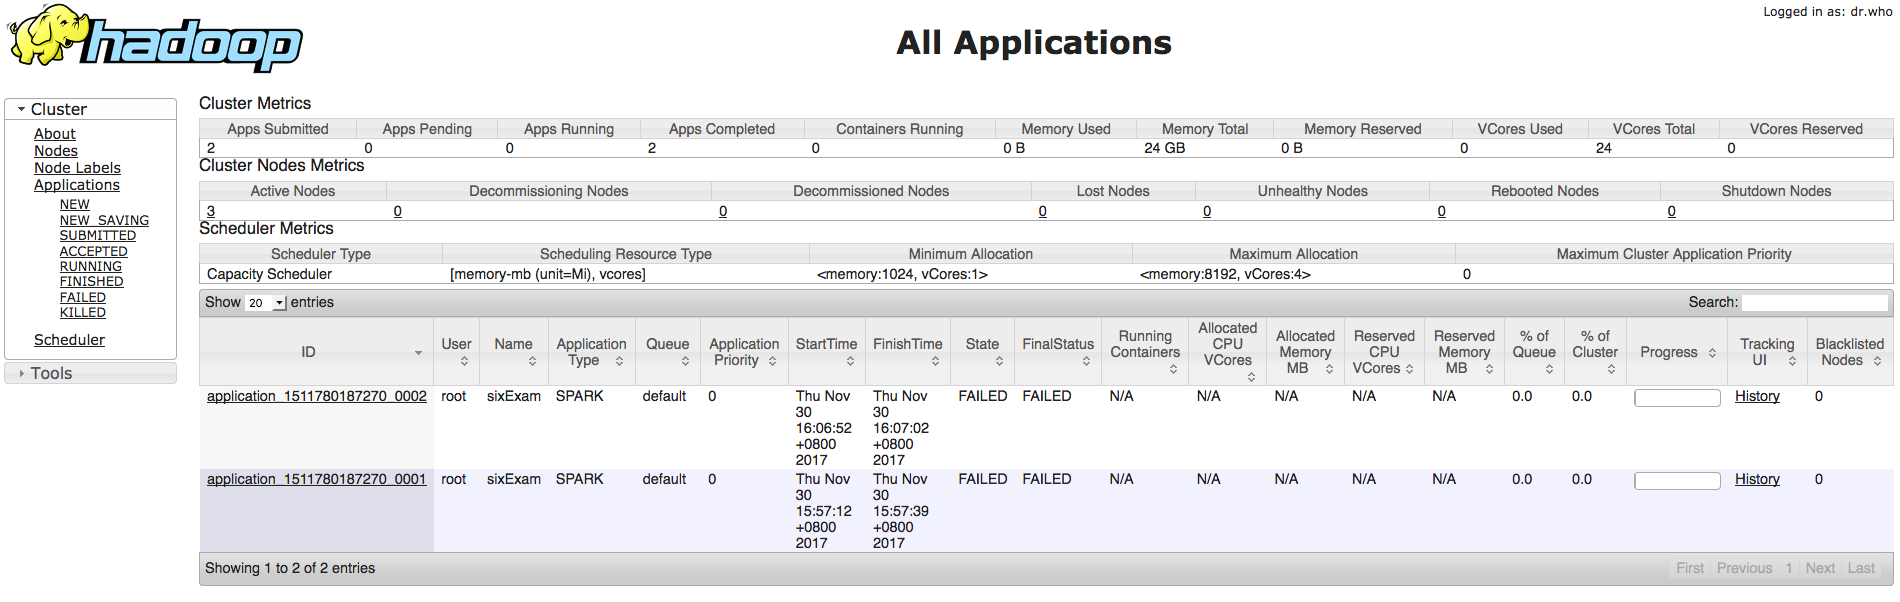 hadoop
Logged in as: dr.who
All Applications
Cluster
About
Nodes
Node Labels
Applications
NEW
NEW_SAVING
SUBMITTED
ACCEPTED
RUNNING
FINISHED
FAILED
KILLED
Scheduler
Tools
Cluster Metrics
Apps Submitted Apps Pending Apps Running Apps Completed Containers Running Memory Used Memory Total Memory Reserved VCores Used VCores Total VCores Reserved
2 0 0 2 0 0 B 24 GB 0 B 0 24 0
Cluster Nodes Metrics
Active Nodes Decommissioning Nodes Decommissioned Nodes Lost Nodes Unhealthy Nodes Rebooted Nodes Shutdown Nodes
3 0 0 0 0 0 0
Scheduler Metrics
Scheduler Type Scheduling Resource Type Minimum Allocation Maximum Allocation Maximum Cluster Application Priority
Capacity Scheduler [memory-mb (unit=Mi), vcores] <memory:1024, vCores:1> <memory:8192, vCores:4> 0
Show 20 entries Search:
ID User Name Application Type Queue Application Priority StartTime FinishTime State FinalStatus Running Containers Allocated CPU VCores Allocated Memory MB Reserved CPU VCores Reserved Memory MB % of Queue % of Cluster Progress Tracking UI Blacklisted Nodes
application_1511780187270_0002 root sixExam SPARK default 0 Thu Nov 30 16:06:52 +0800 2017 Thu Nov 30 16:07:02 +0800 2017 FAILED FAILED N/A N/A N/A N/A N/A 0.0 0.0 History 0
application_1511780187270_0001 root sixExam SPARK default 0 Thu Nov 30 15:57:12 +0800 2017 Thu Nov 30 15:57:39 +0800 2017 FAILED FAILED N/A N/A N/A N/A N/A 0.0 0.0 History 0
Showing 1 to 2 of 2 entries First Previous 1 Next Last